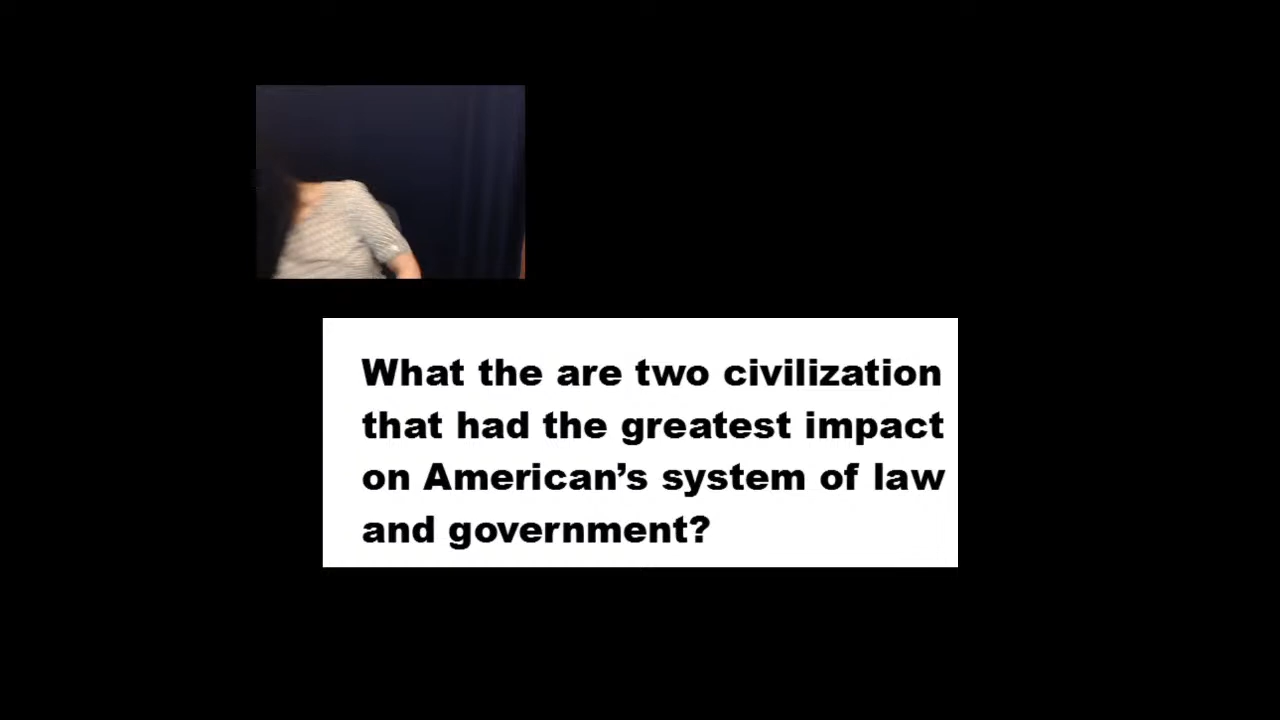 What the are two civilization
that had the greatest impact
on American’s system of law
and government?